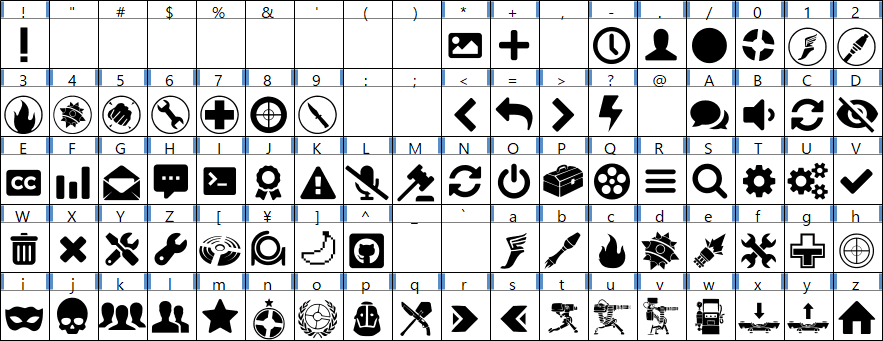 ! " # $ % & ' ( ) * + , - . / 0 1 2
3 4 5 6 7 8 9 : ; < = > ? @ A B C D
CC
E F G H I J K L M N O P Q R S T U V
W X Y Z [ ¥ ] ^ _ ` a b c d e f g h
i j k l m n o p q r s t u v w x y z